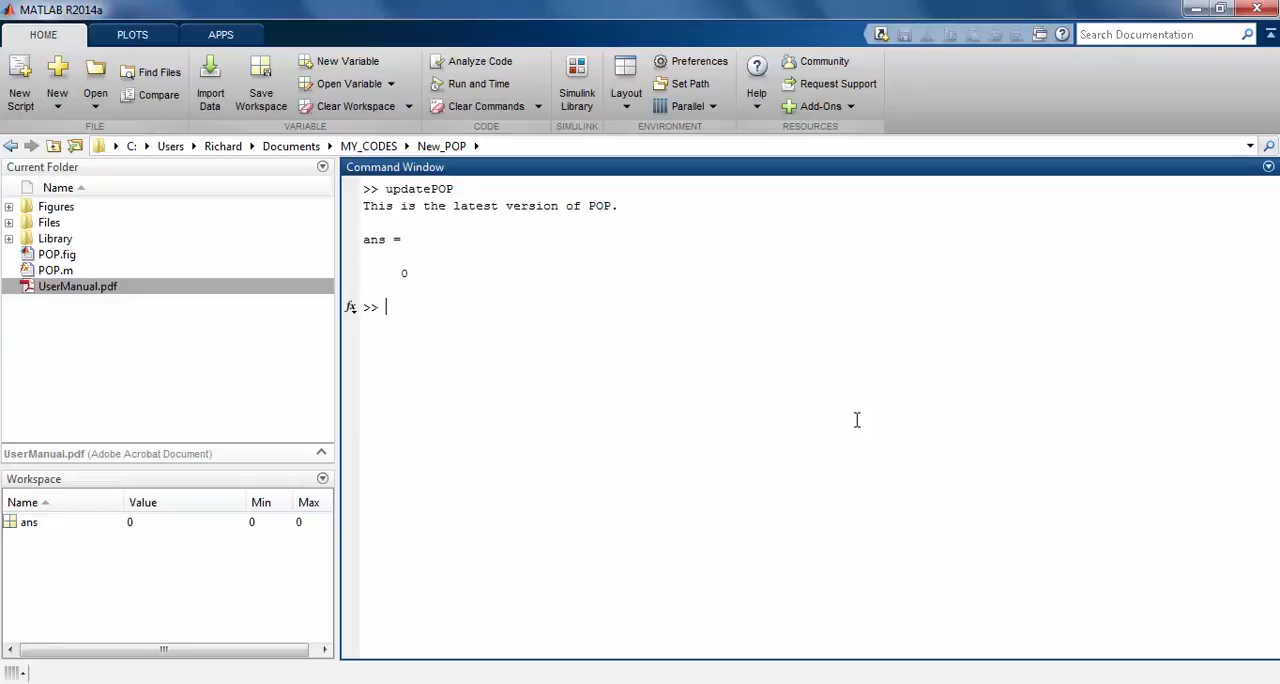 MATLAB R2014a
HOME PLOTS APPS
Search Documentation
New Script
New
Open
Find Files
Compare
Import Data
Save Workspace
New Variable
Open Variable
Clear Workspace
Analyze Code
Run and Time
Clear Commands
Simulink Library
Layout
Preferences
Set Path
Parallel
Help
Community
Request Support
Add-Ons
FILE VARIABLE CODE SIMULINK ENVIRONMENT RESOURCES
C: Users Richard Documents MY_CODES New_POP
Current Folder
Name
Figures
Files
Library
POP.fig
POP.m
UserManual.pdf
UserManual.pdf (Adobe Acrobat Document)
Workspace
Name Value Min Max
ans 0 0 0
Command Window
>> updatePOP
This is the latest version of POP.
ans =
0
fx >>